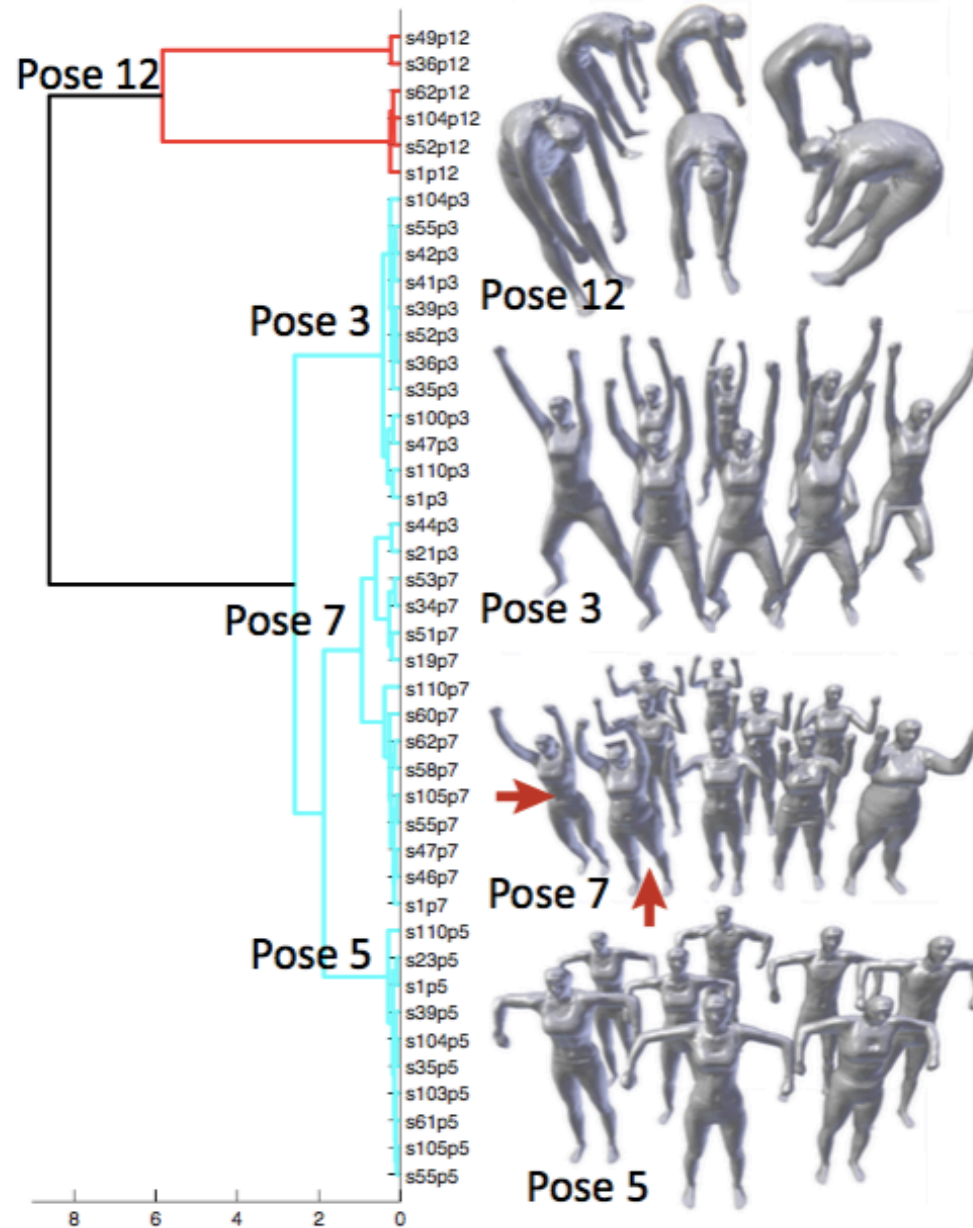 s49p12
Pose 12
s36p12
s62p12
s104p12
s52p12
s1p12
s104p3
s55p3
s42p3
s41p3
Pose 12
s39p3
Pose 3
s52p3
s36p3
s35p3
s100p3
s47p3
s110p3
s1p3
s44p3
s21p3
s53p7
s34p7
Pose 3
Pose 7
s51p7
s19p7
s110p7
s60p7
s62p7
s58p7
s105p7
s55p7
s47p7
s46p7
Pose 7
s1p7
s110p5
Pose 5
s23p5
s1p5
s39p5
s104p5
s35p5
s103p5
s61p5
s105p5
s55p5
Pose 5
8 6 4 2 0